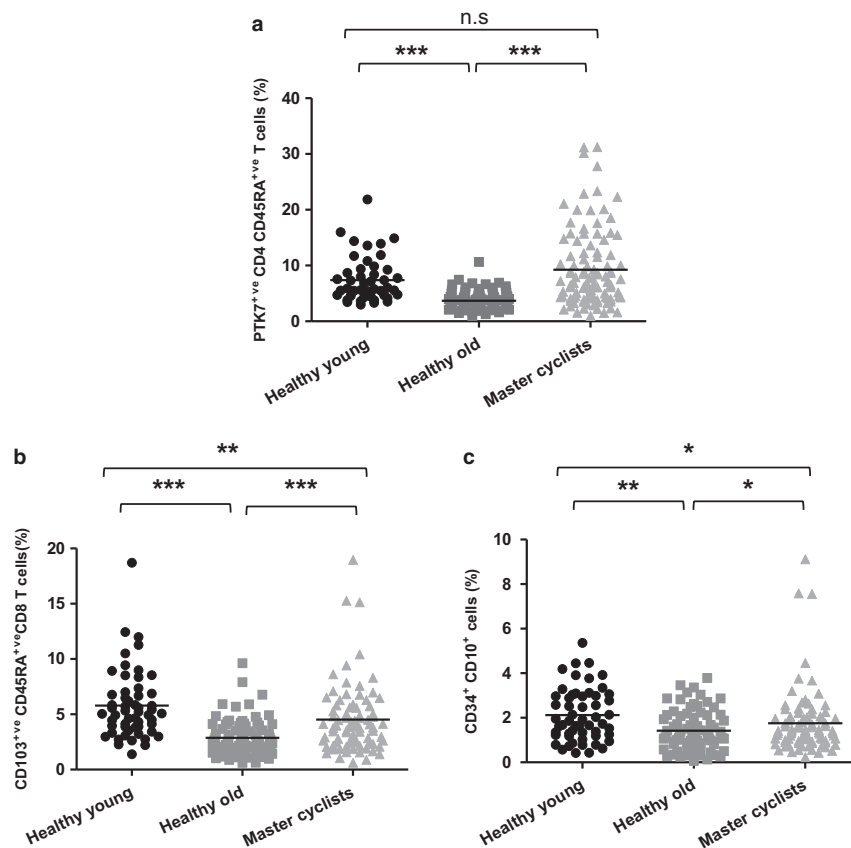 a
n.s
*** ***
PTK7⁺ᵛᵉ CD4 CD45RA⁺ᵛᵉ T cells (%)
40
30
20
10
0
Healthy young
Healthy old
Master cyclists
b
**
*** ***
CD103⁺ᵛᵉ CD45RA⁺ᵛᵉCD8 T cells(%)
20
15
10
5
0
Healthy young
Healthy old
Master cyclists
c
*
** *
CD34⁺ CD10⁺ cells (%)
10
8
6
4
2
0
Healthy young
Healthy old
Master cyclists